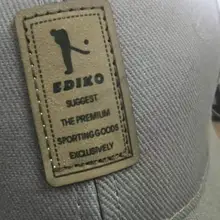 EDIKO
SUGGEST
THE PREMIUM
SPORTING GOODS
EXCLUSIVELY